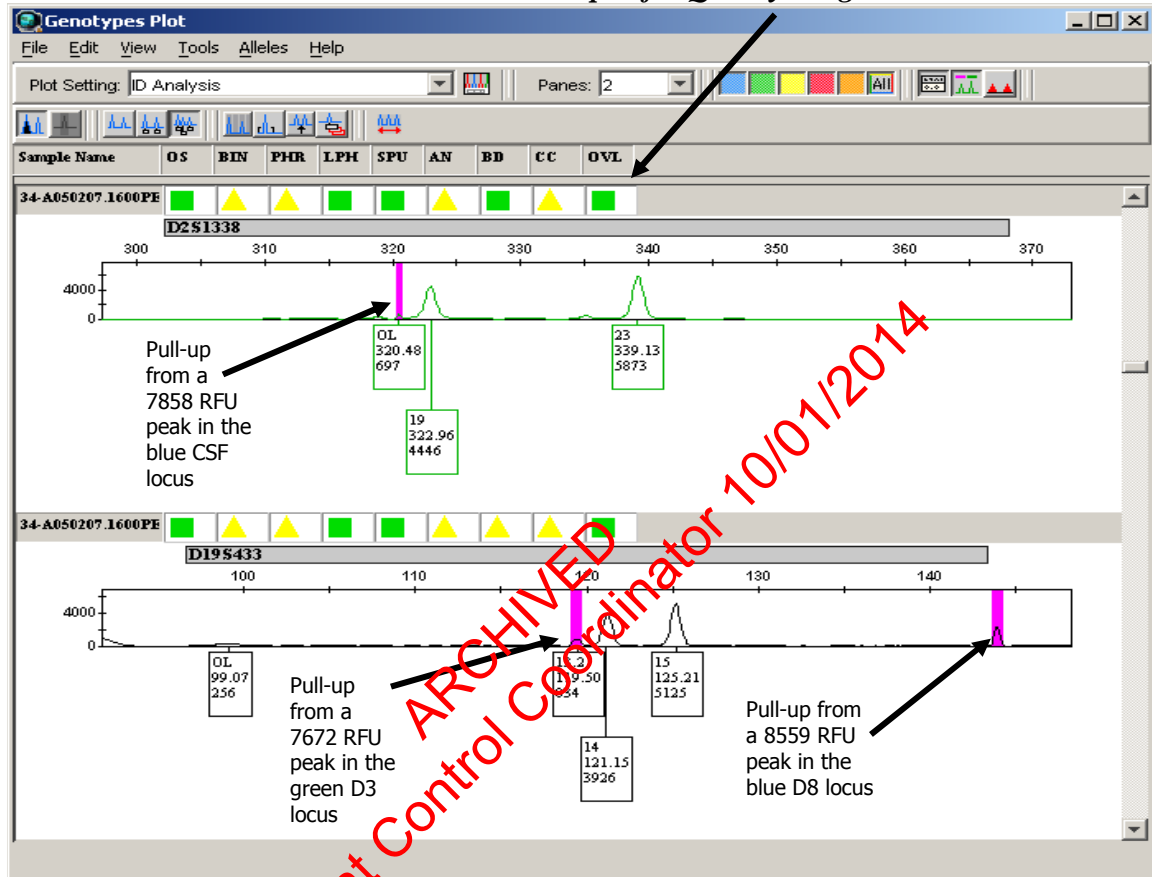 Genotypes Plot
File Edit View Tools Alleles Help
Plot Setting: ID Analysis Panes: 2 All
Sample Name OS BIN PHR LPH SPU AN BD CC OVL
34-A050207.1600PE
D2S1338
300 310 320 330 340 350 360 370
4000
0
OL
320.48
697
19
322.96
4446
23
339.13
5873
Pull-up
from a
7858 RFU
peak in the
blue CSF
locus
34-A050207.1600PE
D19S433
100 110 120 130 140
4000
0
OL
99.07
256
14
121.15
3926
15
125.21
5125
Pull-up
from a
7672 RFU
peak in the
green D3
locus
Pull-up from
a 8559 RFU
peak in the
blue D8 locus
ARCHIVED
Control Coordinator 10/01/2014